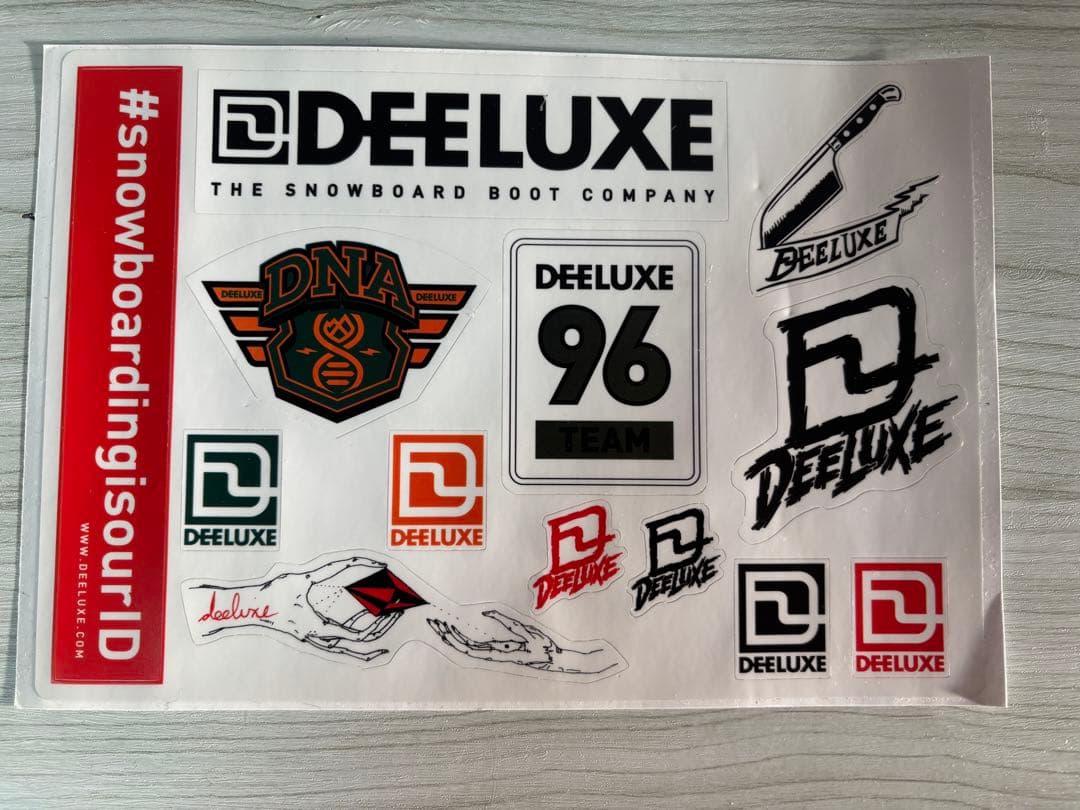 #snowboardingisourID
WWW.DEELUXE.COM
DEELUXE
THE SNOWBOARD BOOT COMPANY
DEELUXE
DNA
DEELUXE
DEELUXE
DEELUXE
96
TEAM
DEELUXE
DEELUXE
DEELUXE
DEELUXE
DEELUXE
deeluxe
DEELUXE
DEELUXE